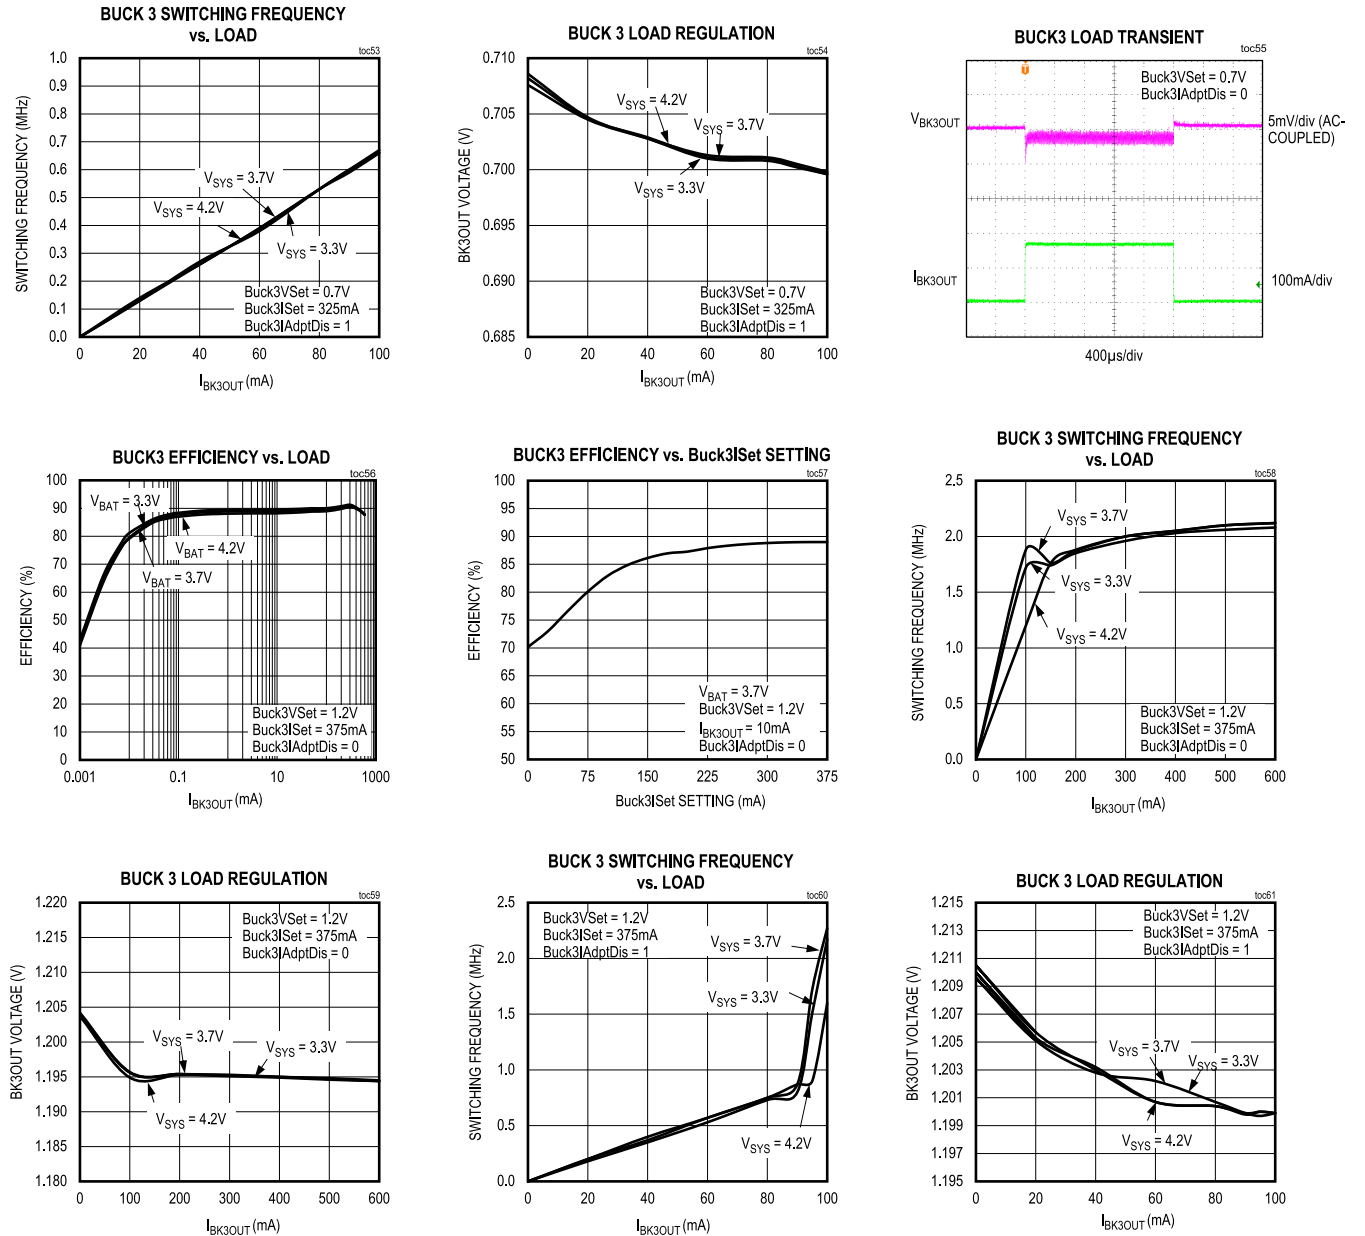 BUCK 3 SWITCHING FREQUENCY
vs. LOAD
toc53
SWITCHING FREQUENCY (MHz)
1.0
0.9
0.8
0.7
0.6
0.5
0.4
0.3
0.2
0.1
0.0
VSYS = 3.7V
VSYS = 4.2V
VSYS = 3.3V
Buck3VSet = 0.7V
Buck3ISet = 325mA
Buck3IAdptDis = 1
0 20 40 60 80 100
IBK3OUT (mA)
BUCK 3 LOAD REGULATION
toc54
BK3OUT VOLTAGE (V)
0.710
0.705
0.700
0.695
0.690
0.685
VSYS = 4.2V
VSYS = 3.7V
VSYS = 3.3V
Buck3VSet = 0.7V
Buck3ISet = 325mA
Buck3IAdptDis = 1
0 20 40 60 80 100
IBK3OUT (mA)
BUCK3 LOAD TRANSIENT
toc55
T
Buck3VSet = 0.7V
Buck3IAdptDis = 0
VBK3OUT
5mV/div (AC-
COUPLED)
IBK3OUT
100mA/div
400µs/div
BUCK3 EFFICIENCY vs. LOAD
toc56
EFFICIENCY (%)
100
90
80
70
60
50
40
30
20
10
0
VBAT = 3.3V
VBAT = 4.2V
VBAT = 3.7V
Buck3VSet = 1.2V
Buck3ISet = 375mA
Buck3IAdptDis = 0
0.001 0.1 10 1000
IBK3OUT (mA)
BUCK3 EFFICIENCY vs. Buck3ISet SETTING
toc57
EFFICIENCY (%)
100
95
90
85
80
75
70
65
60
55
50
VBAT = 3.7V
Buck3VSet = 1.2V
IBK3OUT = 10mA
Buck3IAdptDis = 0
0 75 150 225 300 375
Buck3ISet SETTING (mA)
BUCK 3 SWITCHING FREQUENCY
vs. LOAD
toc58
SWITCHING FREQUENCY (MHz)
2.5
2.0
1.5
1.0
0.5
0.0
VSYS = 3.7V
VSYS = 3.3V
VSYS = 4.2V
Buck3VSet = 1.2V
Buck3ISet = 375mA
Buck3IAdptDis = 0
0 100 200 300 400 500 600
IBK3OUT (mA)
BUCK 3 LOAD REGULATION
toc59
BK3OUT VOLTAGE (V)
1.220
1.215
1.210
1.205
1.200
1.195
1.190
1.185
1.180
Buck3VSet = 1.2V
Buck3ISet = 375mA
Buck3IAdptDis = 0
VSYS = 3.7V
VSYS = 3.3V
VSYS = 4.2V
0 100 200 300 400 500 600
IBK3OUT (mA)
BUCK 3 SWITCHING FREQUENCY
vs. LOAD
toc60
SWITCHING FREQUENCY (MHz)
2.5
2.0
1.5
1.0
0.5
0.0
Buck3VSet = 1.2V
Buck3ISet = 375mA
Buck3IAdptDis = 1
VSYS = 3.7V
VSYS = 3.3V
VSYS = 4.2V
0 20 40 60 80 100
IBK3OUT (mA)
BUCK 3 LOAD REGULATION
toc61
BK3OUT VOLTAGE (V)
1.215
1.213
1.211
1.209
1.207
1.205
1.203
1.201
1.199
1.197
1.195
Buck3VSet = 1.2V
Buck3ISet = 375mA
Buck3IAdptDis = 1
VSYS = 3.7V
VSYS = 3.3V
VSYS = 4.2V
0 20 40 60 80 100
IBK3OUT (mA)